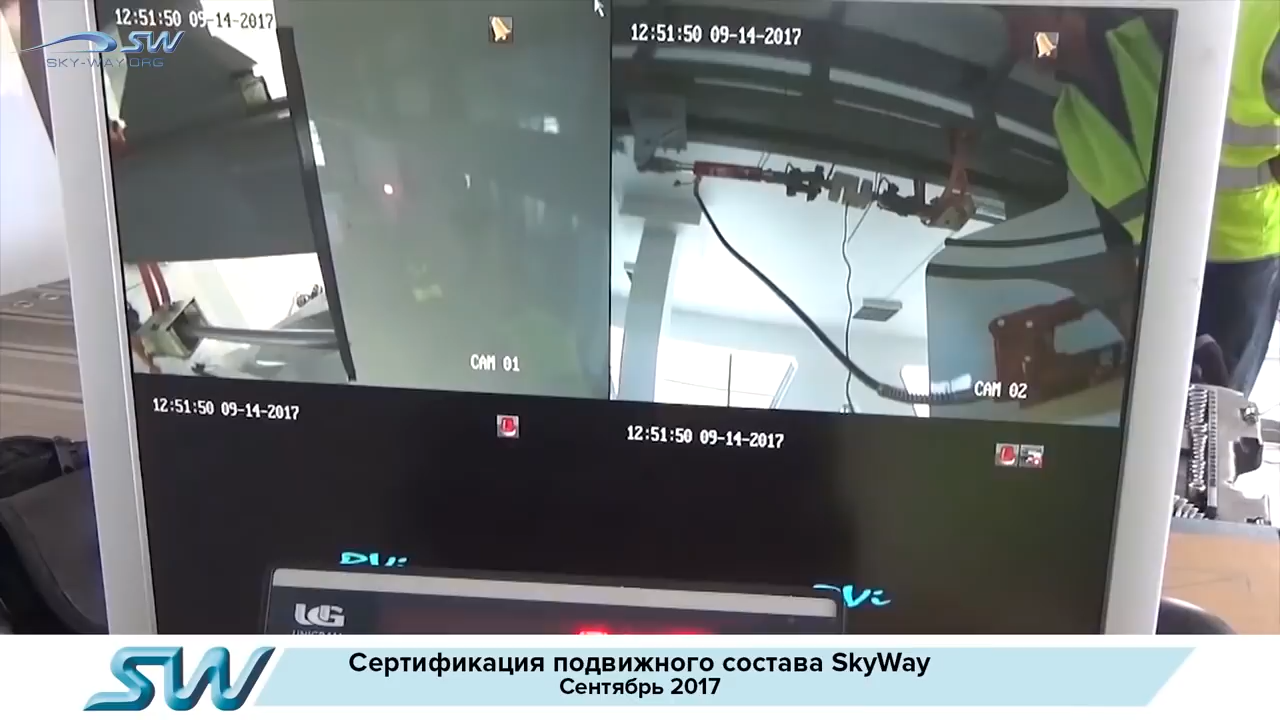 12:51:50 09-14-2017
12:51:50 09-14-2017
SW
SKY-WAY.ORG
CAM 01
CAM 02
12:51:50 09-14-2017
12:51:50 09-14-2017
UG
SW
Сертификация подвижного состава SkyWay
Сентябрь 2017